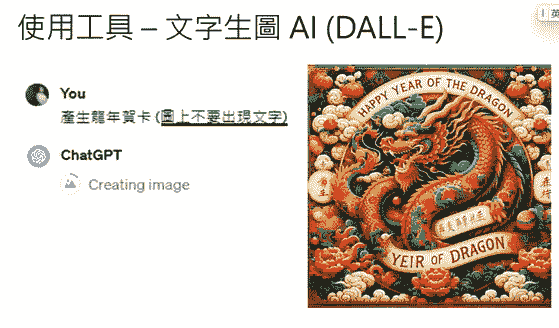 使用工具 – 文字生圖 AI (DALL-E)
You
產生龍年賀卡 (圖上不要出現文字)
ChatGPT
Creating image
HAPPY YEAR OF THE DRAGON
YEIR OF DRAGON
英